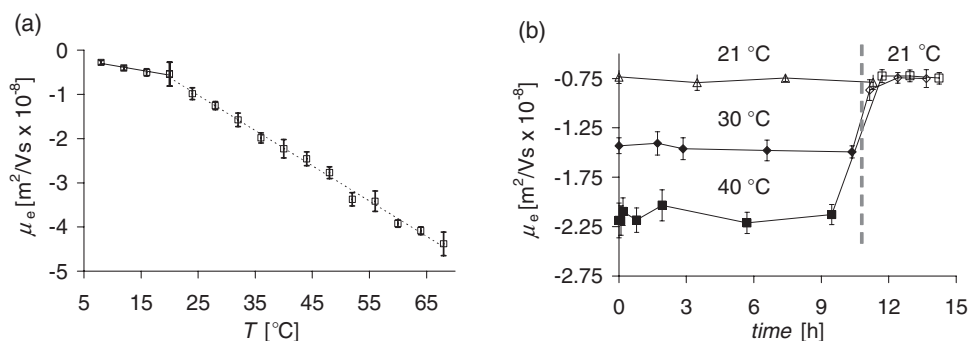 (a)
0
-1
-2
-3
-4
-5
μe [m²/Vs x 10⁻⁸]
5 15 25 35 45 55 65
T [°C]
(b)
21 °C 21 °C
30 °C
40 °C
-0.75
-1.25
-1.75
-2.25
-2.75
μe [m²/Vs x 10⁻⁸]
0 3 6 9 12 15
time [h]